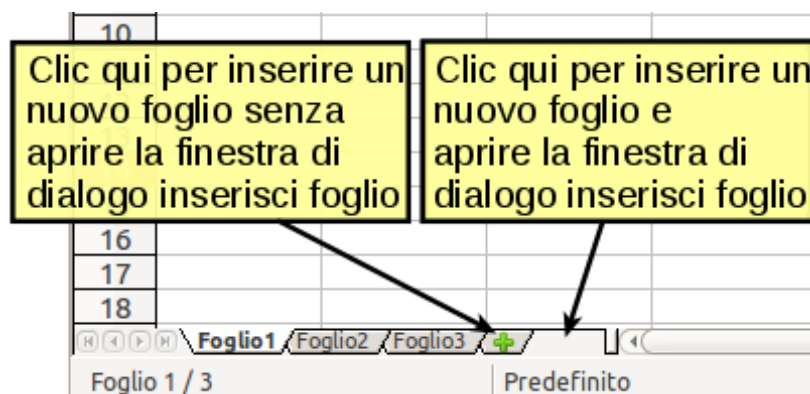 10
Clic qui per inserire un
nuovo foglio senza
aprire la finestra di
dialogo inserisci foglio
Clic qui per inserire un
nuovo foglio e
aprire la finestra di
dialogo inserisci foglio
16
17
18
Foglio1 Foglio2 Foglio3
Foglio 1 / 3 Predefinito